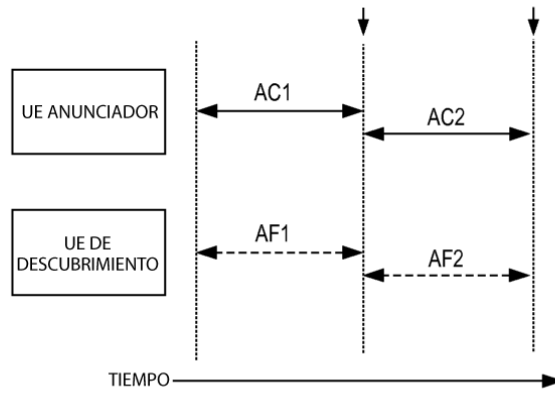 AC1
UE ANUNCIADOR
AC2
AF1
UE DE
DESCUBRIMIENTO
AF2
TIEMPO